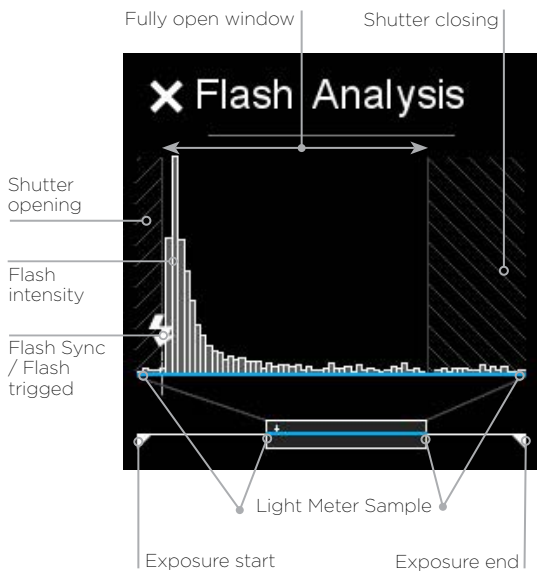 Fully open window
Shutter closing
Flash Analysis
Shutter
opening
Flash
intensity
Flash Sync
/ Flash
trigged
Light Meter Sample
Exposure start
Exposure end